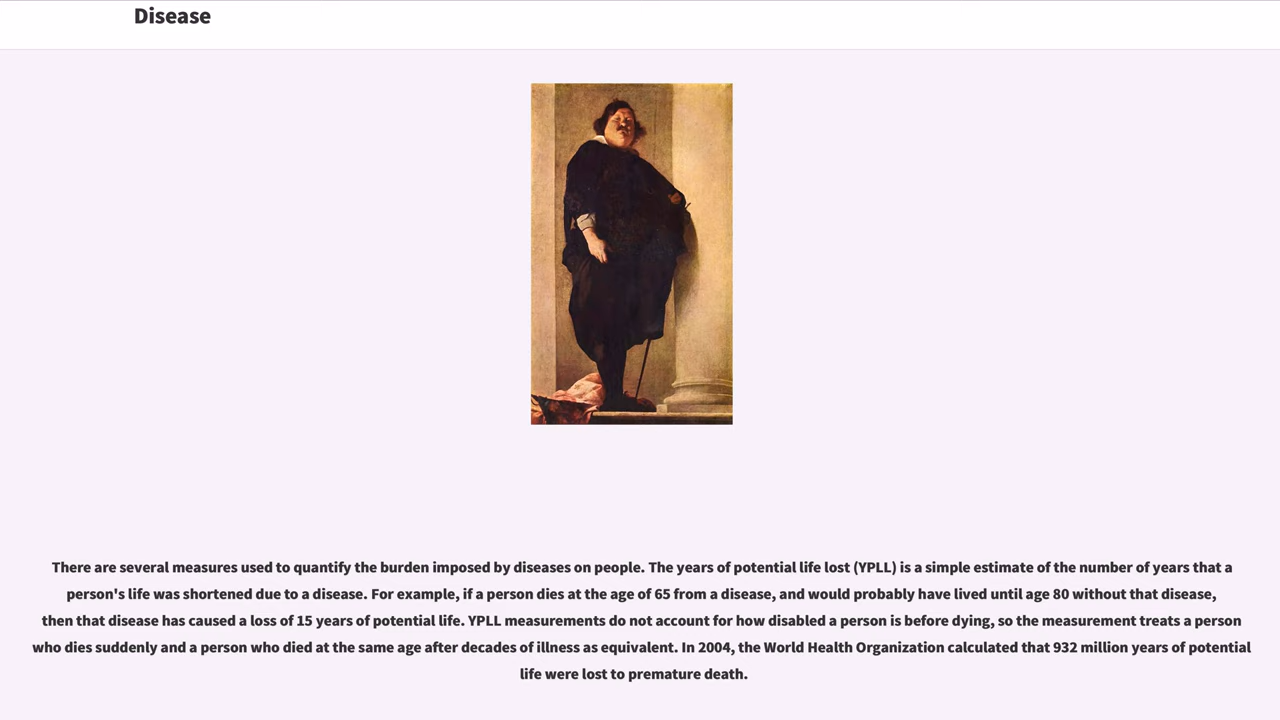 Disease
There are several measures used to quantify the burden imposed by diseases on people. The years of potential life lost (YPLL) is a simple estimate of the number of years that a
person's life was shortened due to a disease. For example, if a person dies at the age of 65 from a disease, and would probably have lived until age 80 without that disease,
then that disease has caused a loss of 15 years of potential life. YPLL measurements do not account for how disabled a person is before dying, so the measurement treats a person
who dies suddenly and a person who died at the same age after decades of illness as equivalent. In 2004, the World Health Organization calculated that 932 million years of potential
life were lost to premature death.